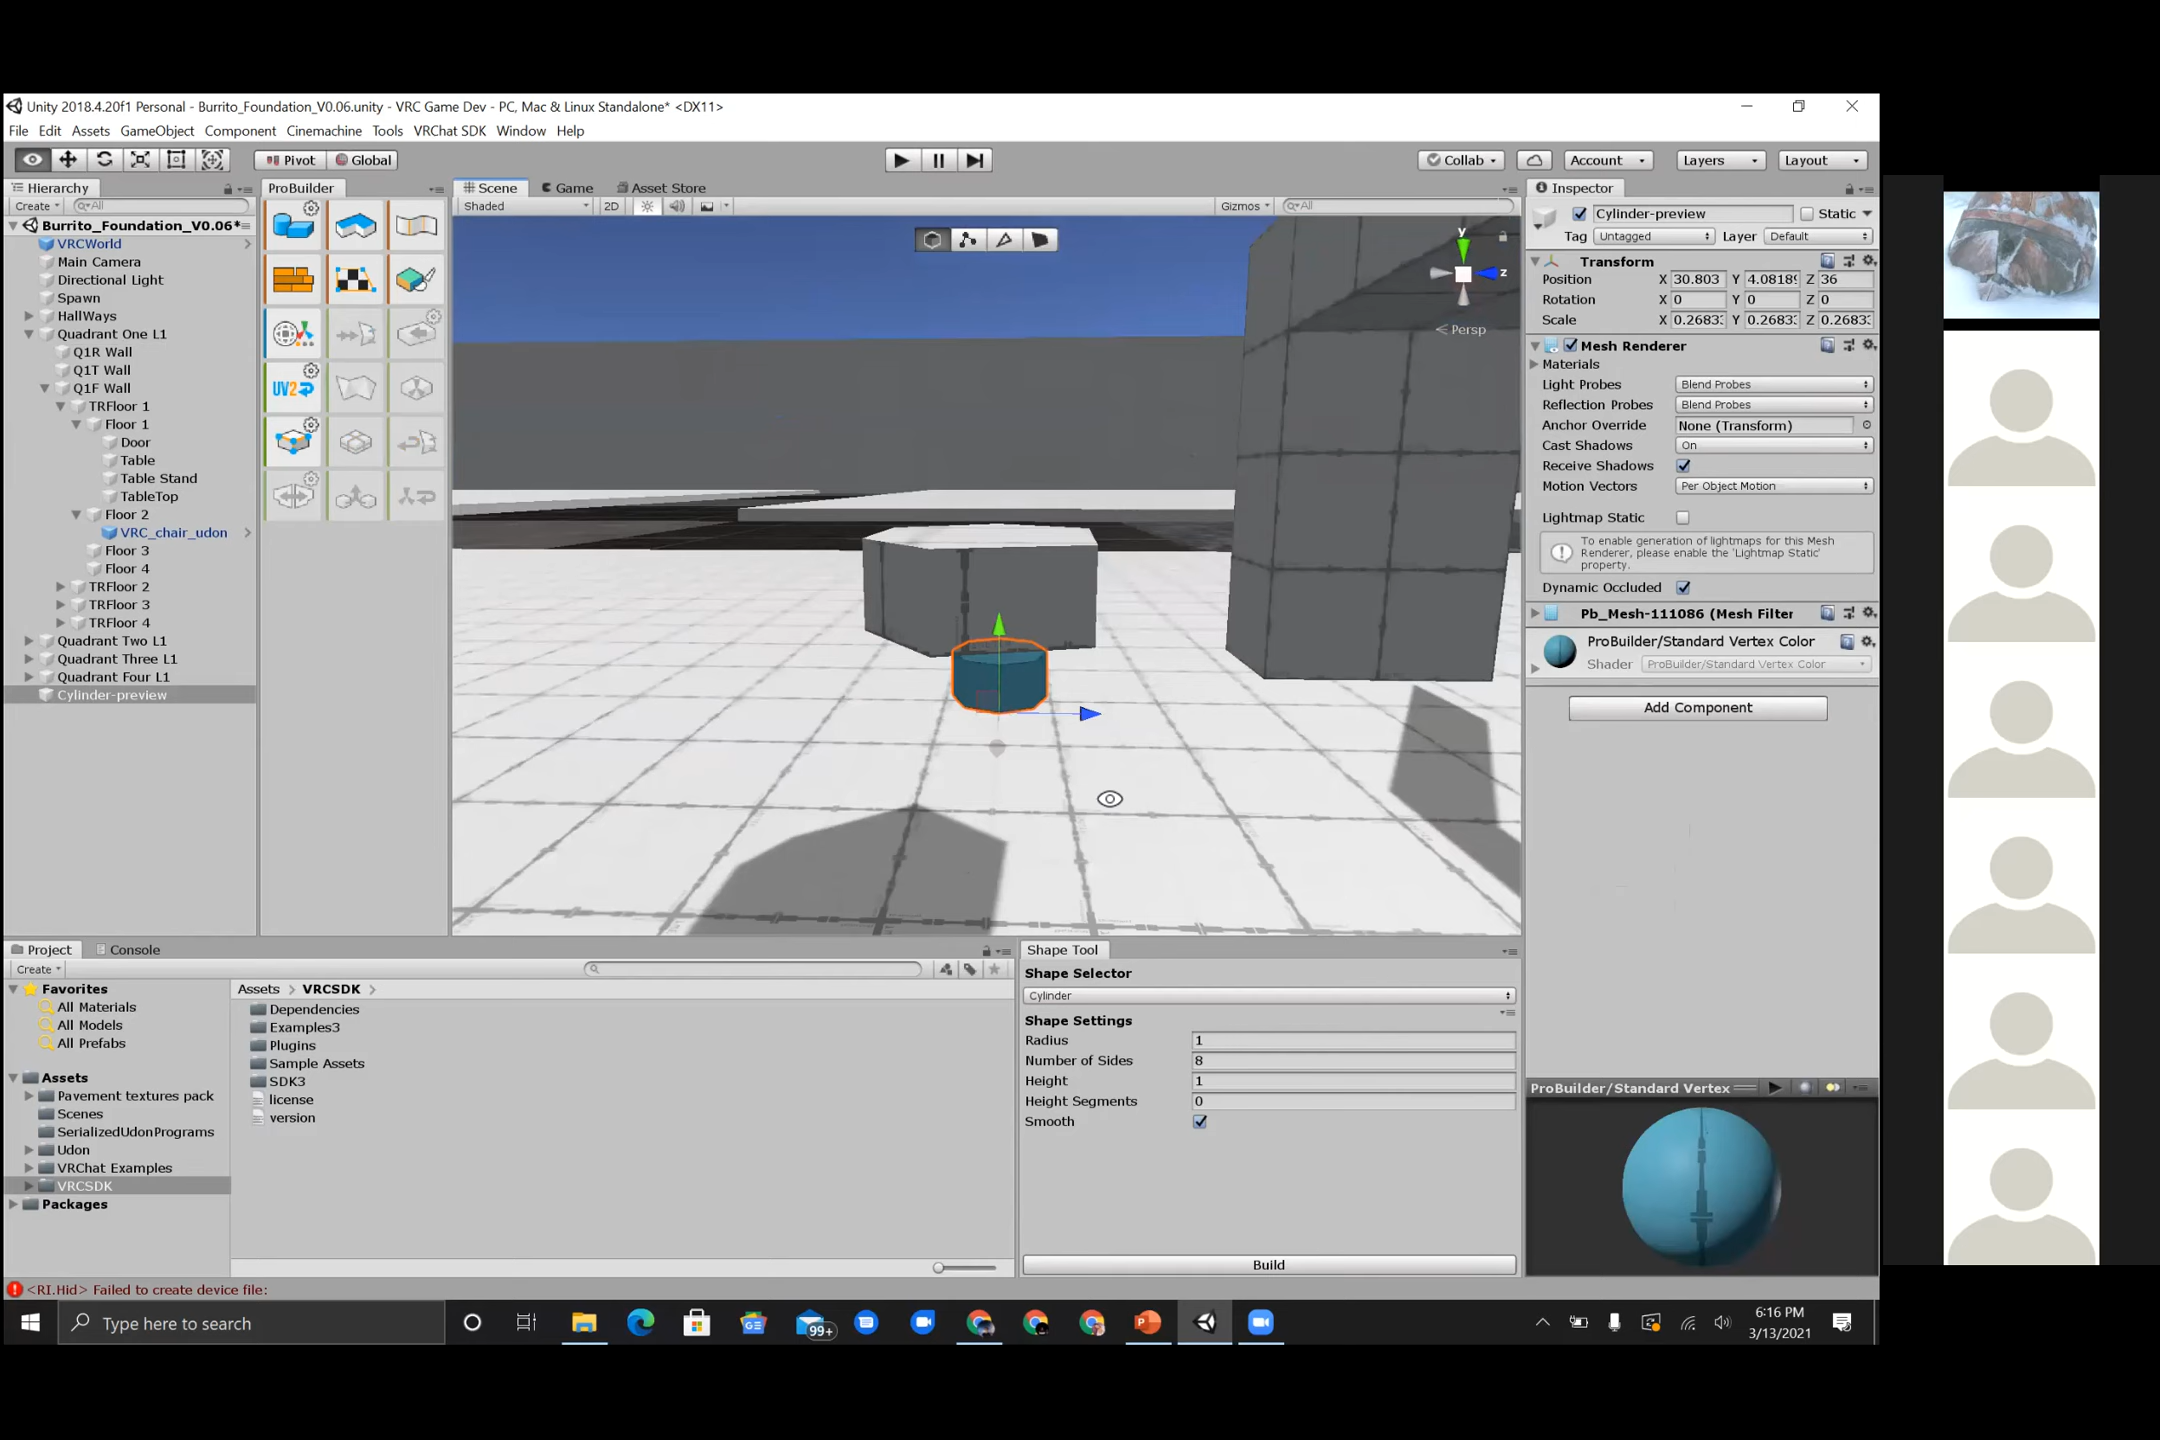 Unity 2018.4.20f1 Personal - Burrito_Foundation_V0.06.unity - VRC Game Dev - PC, Mac & Linux Standalone* <DX11>
File Edit Assets GameObject Component Cinemachine Tools VRChat SDK Window Help
Pivot Global Collab Account Layers Layout
Hierarchy
Create All
Burrito_Foundation_V0.06*
VRCWorld
Main Camera
Directional Light
Spawn
HallWays
Quadrant One L1
Q1R Wall
Q1T Wall
Q1F Wall
TRFloor 1
Floor 1
Door
Table
Table Stand
TableTop
Floor 2
VRC_chair_udon
Floor 3
Floor 4
TRFloor 2
TRFloor 3
TRFloor 4
Quadrant Two L1
Quadrant Three L1
Quadrant Four L1
Cylinder-preview
ProBuilder
UV2
Scene Game Asset Store
Shaded 2D Gizmos All
y
z
Persp
Inspector
Cylinder-preview Static
Tag Untagged Layer Default
Transform
Position X 30.803 Y 4.0818 Z 36
Rotation X 0 Y 0 Z 0
Scale X 0.2683 Y 0.2683 Z 0.2683
Mesh Renderer
Materials
Light Probes Blend Probes
Reflection Probes Blend Probes
Anchor Override None (Transform)
Cast Shadows On
Receive Shadows
Motion Vectors Per Object Motion
Lightmap Static
To enable generation of lightmaps for this Mesh
Renderer, please enable the 'Lightmap Static'
property.
Dynamic Occluded
Pb_Mesh-111086 (Mesh Filter
ProBuilder/Standard Vertex Color
Shader ProBuilder/Standard Vertex Color
Add Component
ProBuilder/Standard Vertex
Project Console
Create
Favorites
All Materials
All Models
All Prefabs
Assets
Pavement textures pack
Scenes
SerializedUdonPrograms
Udon
VRChat Examples
VRCSDK
Packages
Assets > VRCSDK >
Dependencies
Examples3
Plugins
Sample Assets
SDK3
license
version
Shape Tool
Shape Selector
Cylinder
Shape Settings
Radius 1
Number of Sides 8
Height 1
Height Segments 0
Smooth
Build
<RI.Hid> Failed to create device file:
Type here to search
99+
6:16 PM
3/13/2021